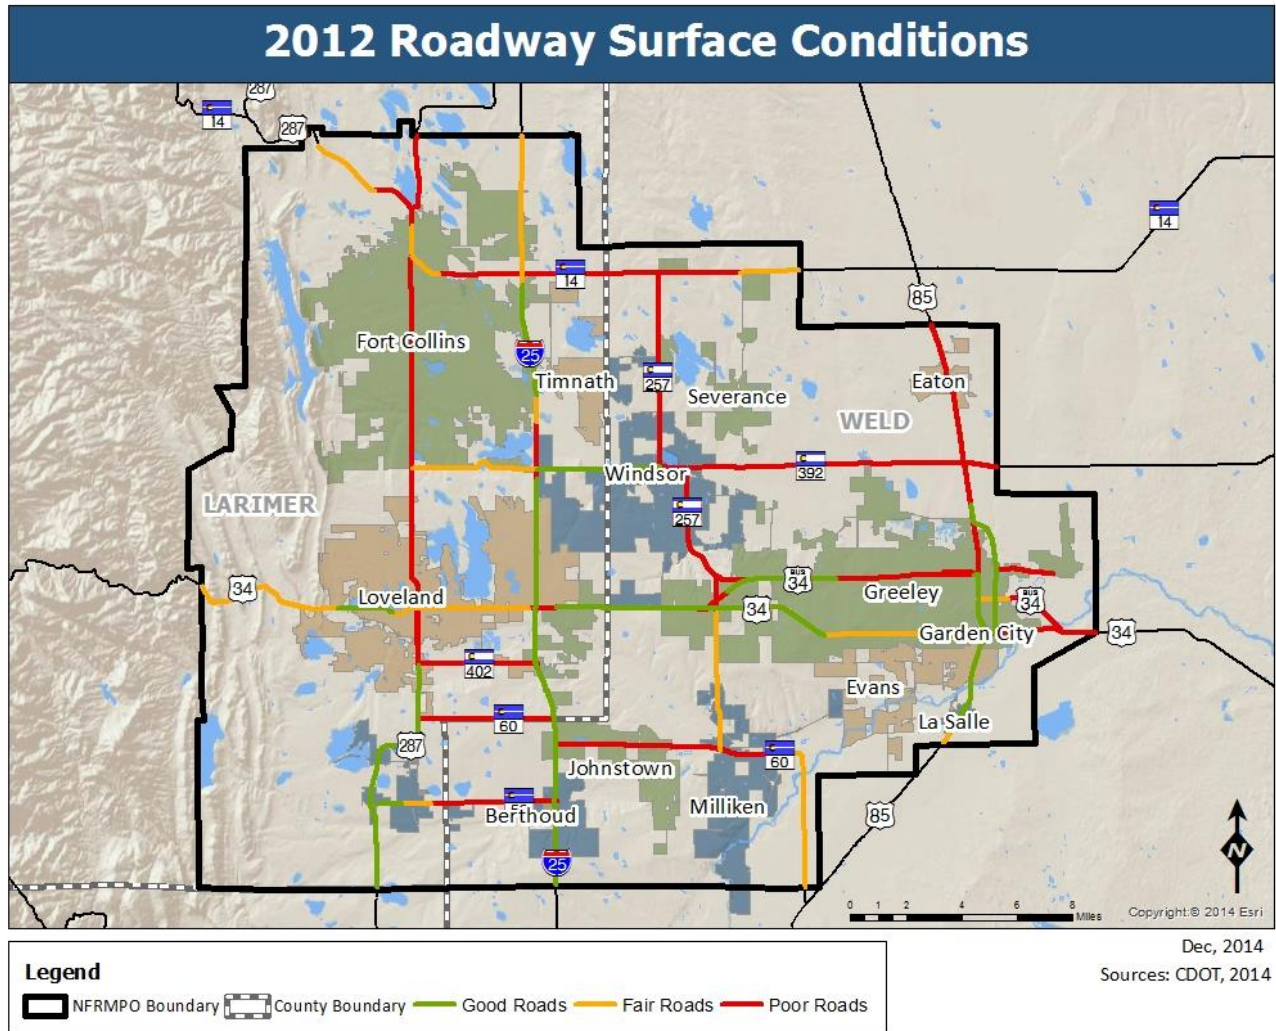 2012 Roadway Surface Conditions
287
14
287
14
14
85
Fort Collins
25
Timnath
257
Severance
Eaton
WELD
Windsor
392
LARIMER
257
34
Loveland
BUS
34
Greeley
34
BUS
34
Garden City
34
402
Evans
60
La Salle
287
Johnstown
60
Berthoud
Milliken
85
25
N
0 1 2 4 6 8
Miles
Copyright:© 2014 Esri
Dec, 2014
Sources: CDOT, 2014
Legend
NFRMPO Boundary County Boundary Good Roads Fair Roads Poor Roads